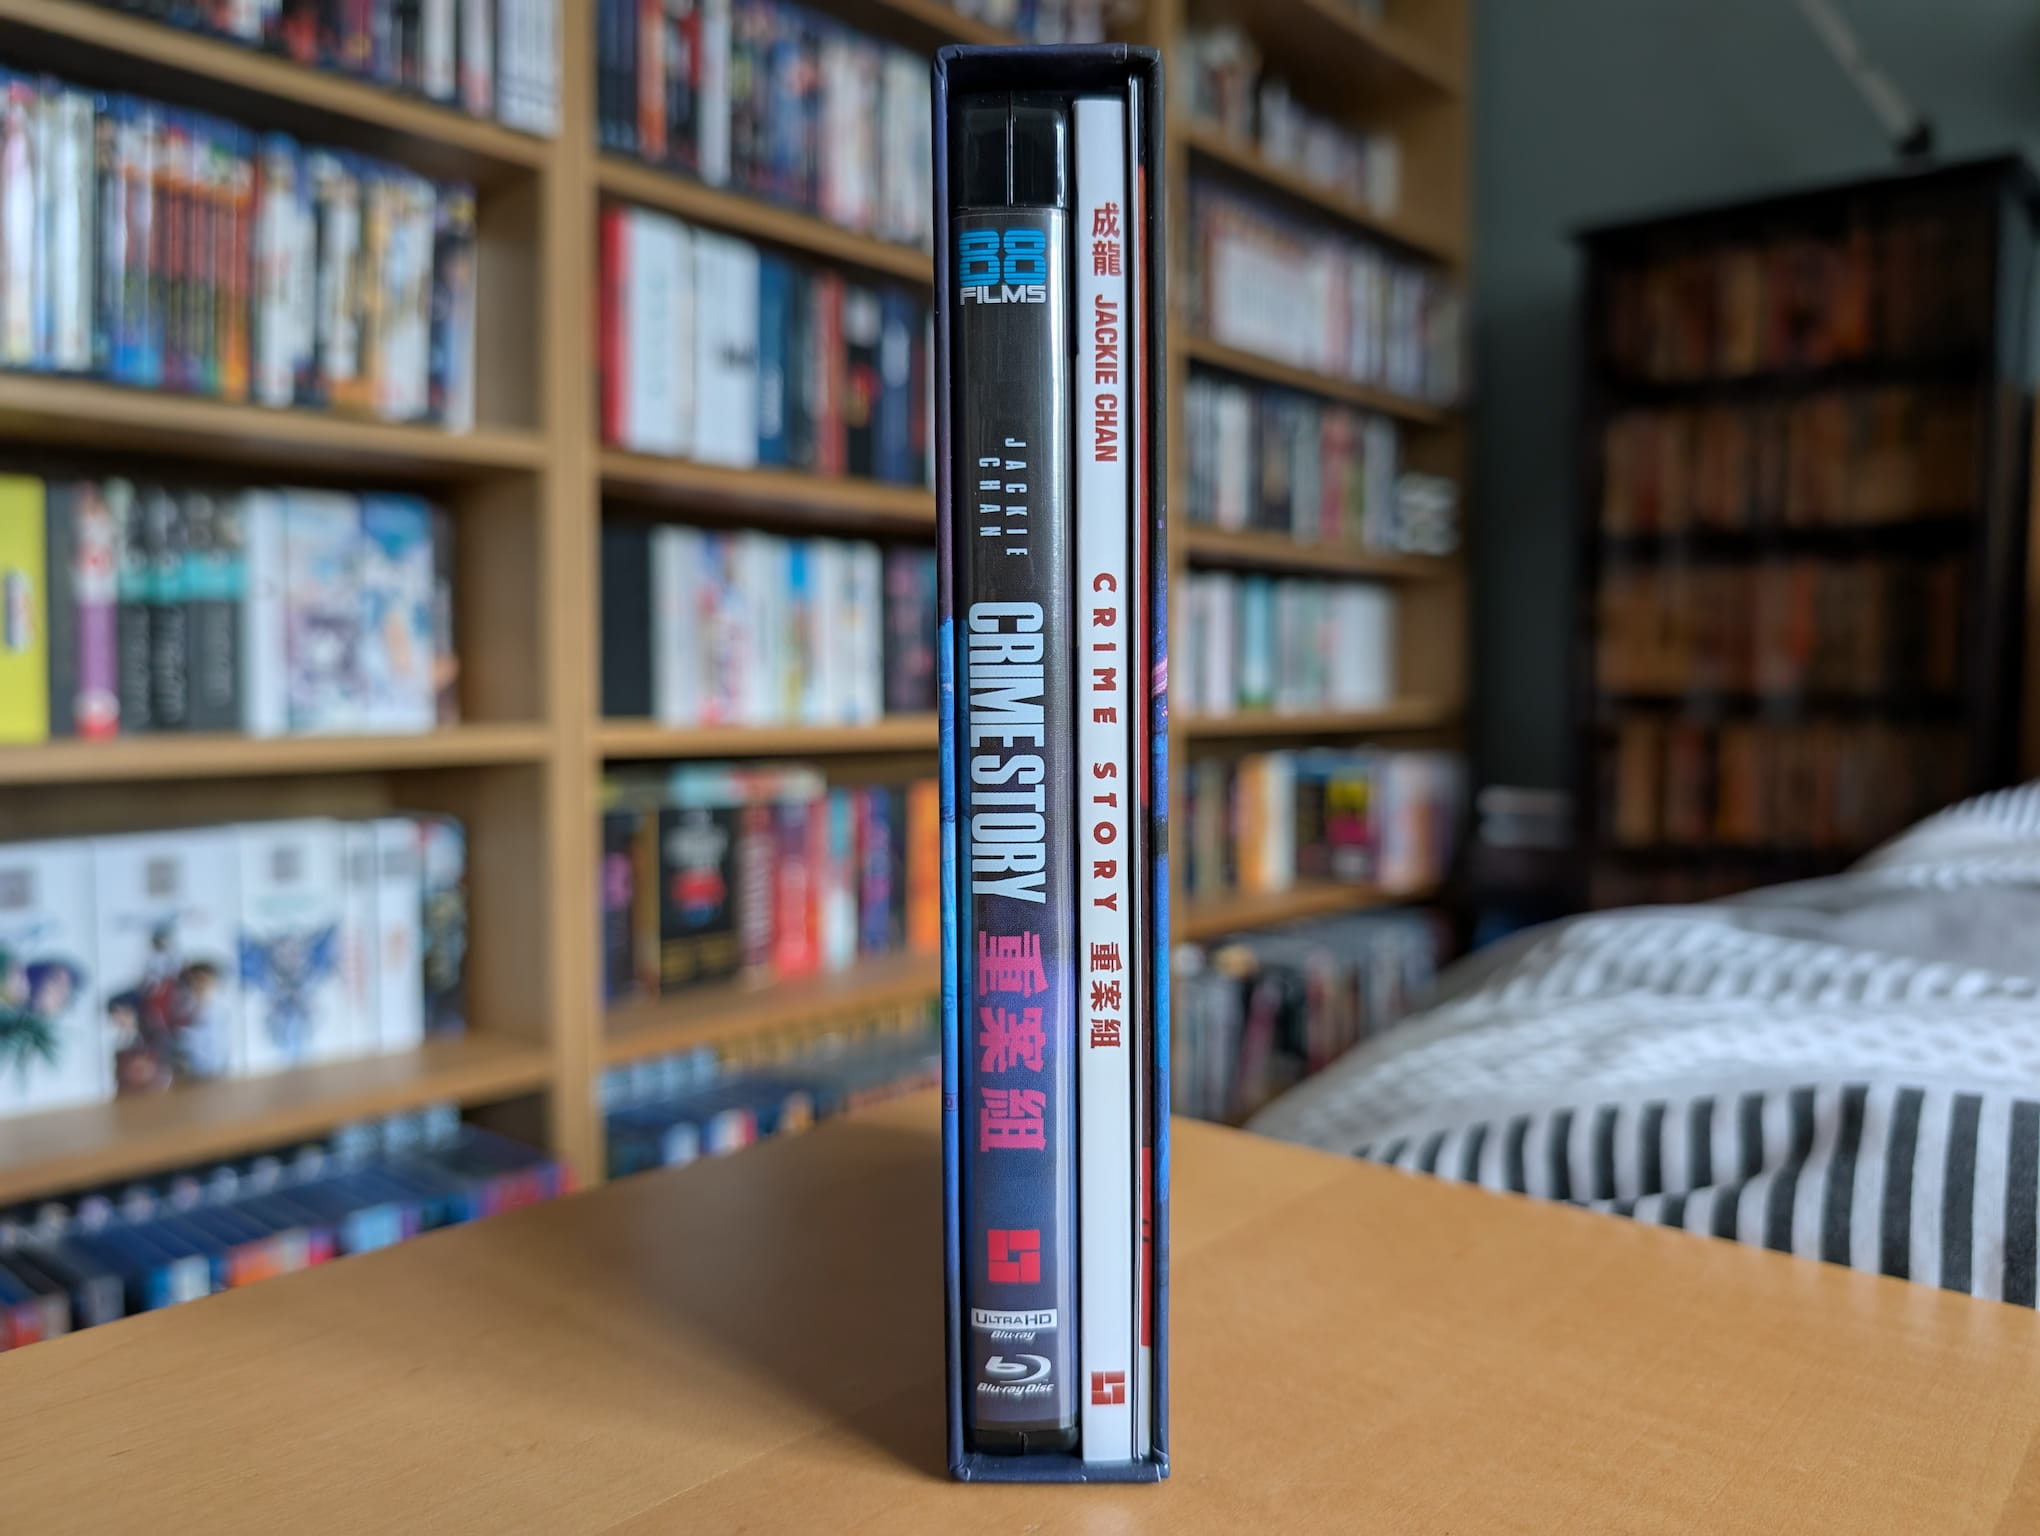 88
FILMS
JACKIE
CHAN
CRIME STORY
重案組
ULTRA HD
Blu-ray
Blu-ray Disc
成龍 JACKIE CHAN
CRIME STORY 重案組